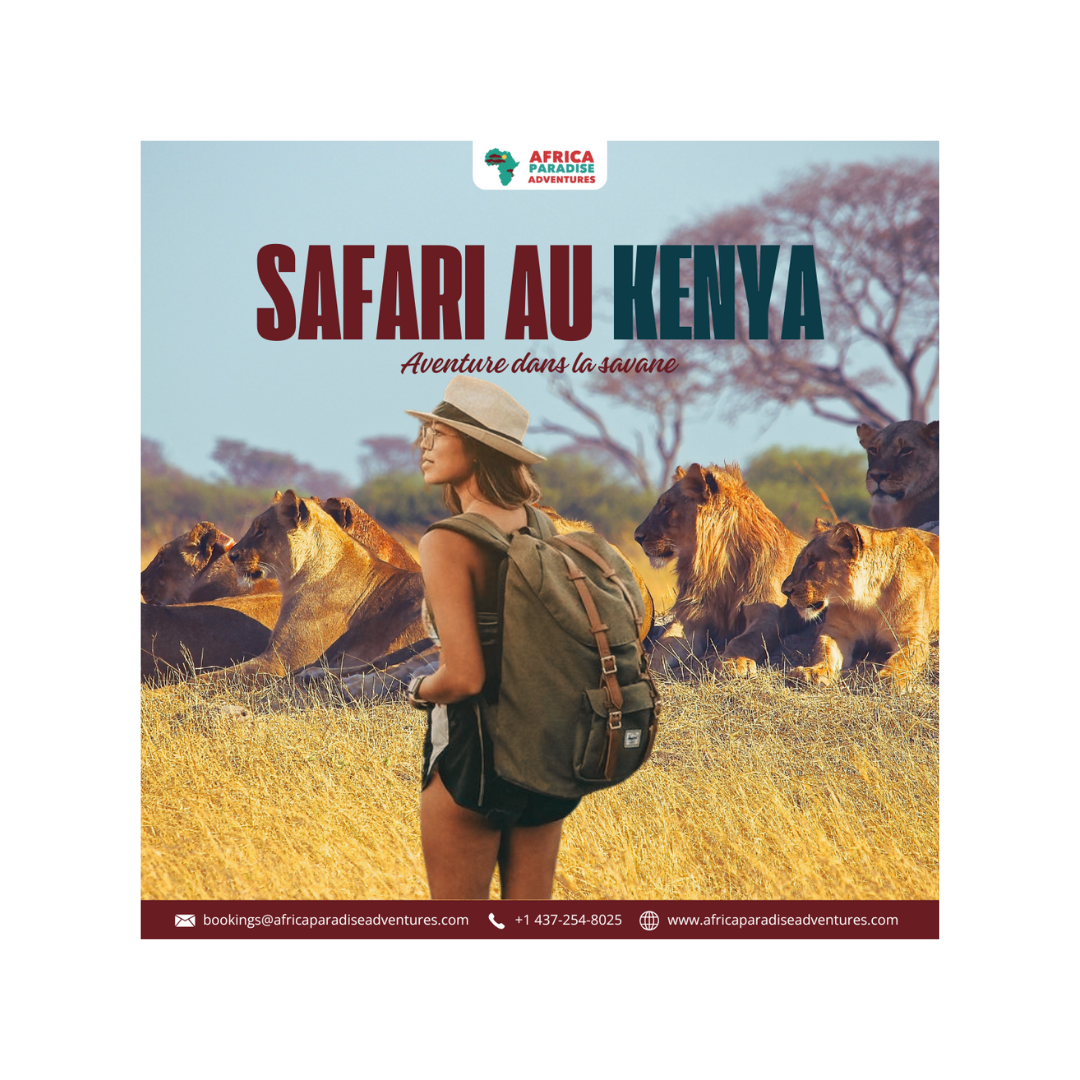 AFRICA
PARADISE
ADVENTURES
SAFARI AU KENYA
Aventure dans la savane
bookings@africaparadiseadventures.com +1 437-254-8025 www.africaparadiseadventures.com